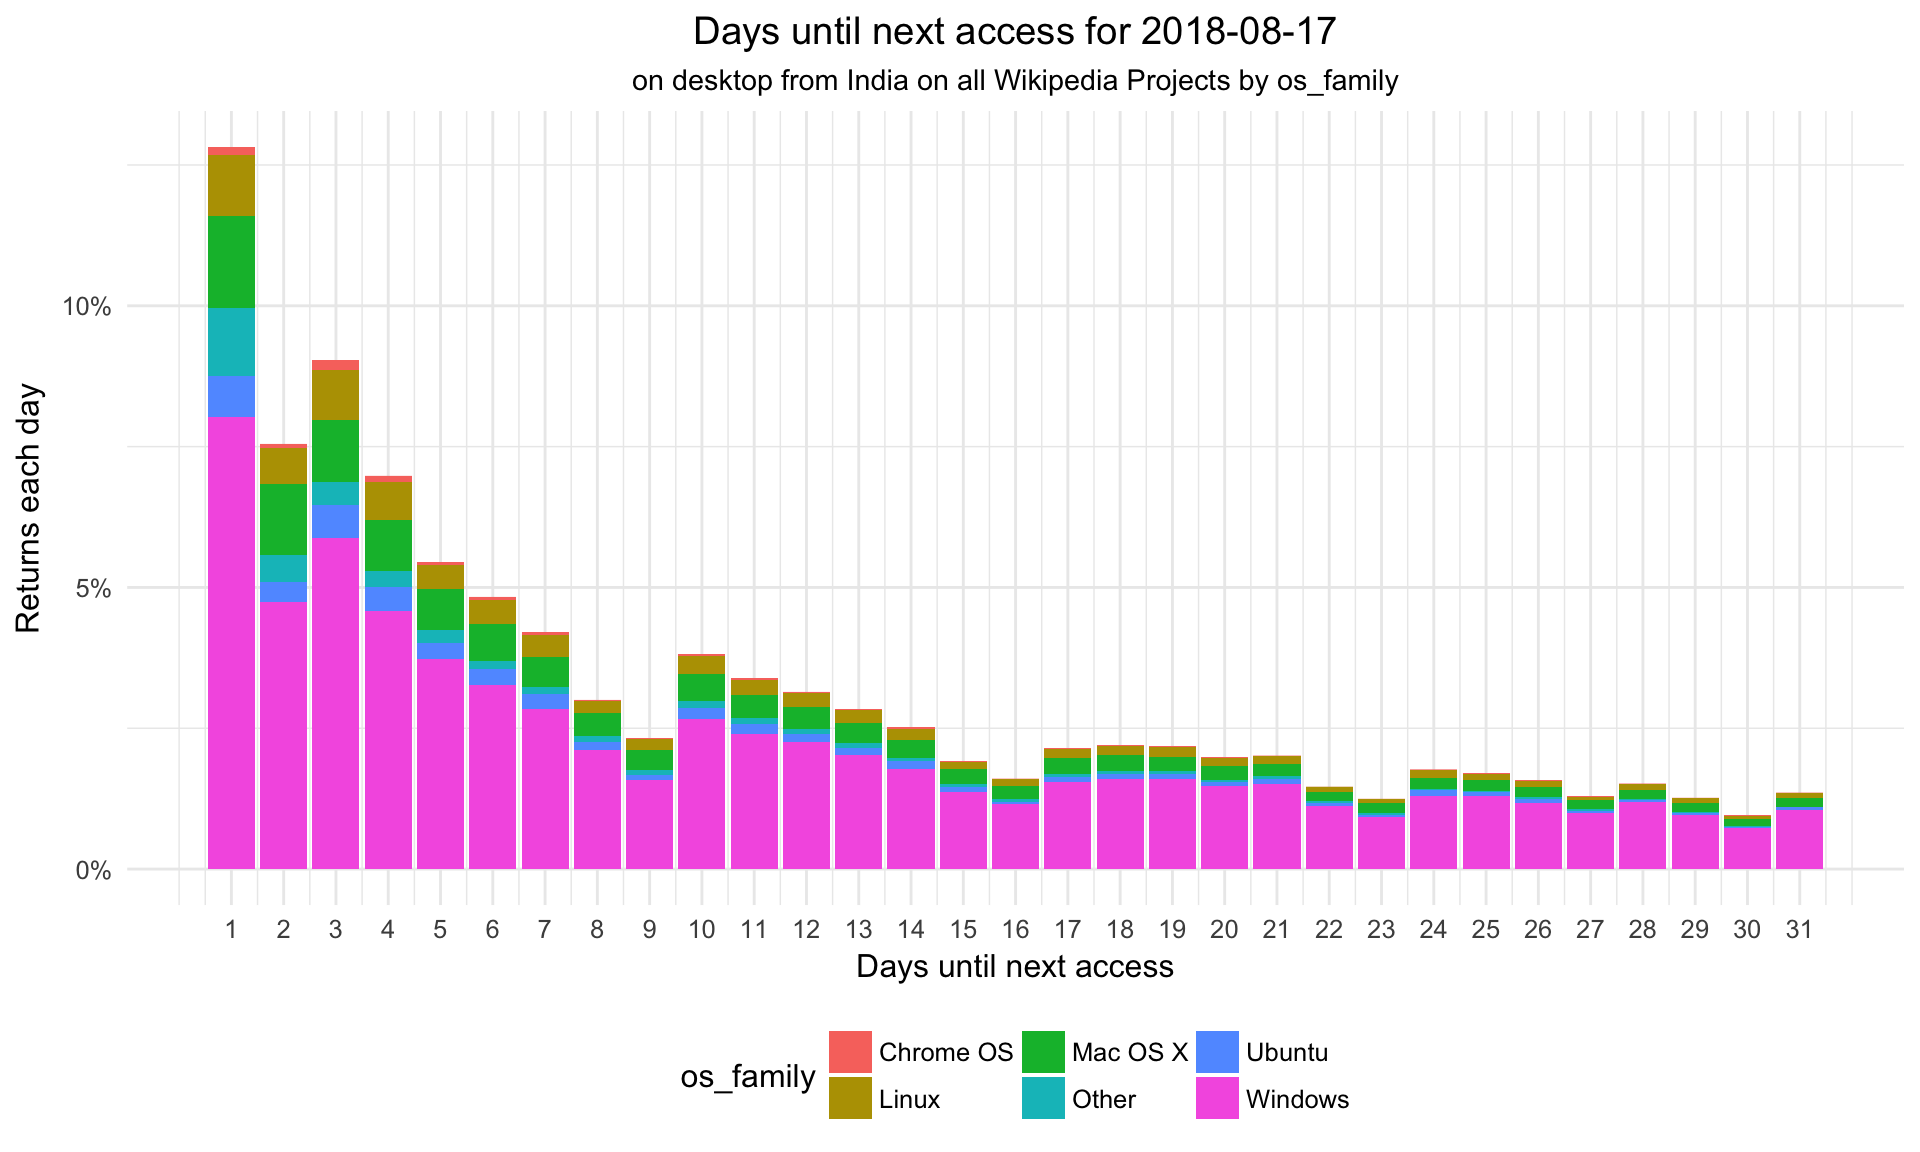 Days until next access for 2018-08-17
on desktop from India on all Wikipedia Projects by os_family
Returns each day
10%
5%
0%
1 2 3 4 5 6 7 8 9 10 11 12 13 14 15 16 17 18 19 20 21 22 23 24 25 26 27 28 29 30 31
Days until next access
os_family
Chrome OS Mac OS X Ubuntu
Linux Other Windows